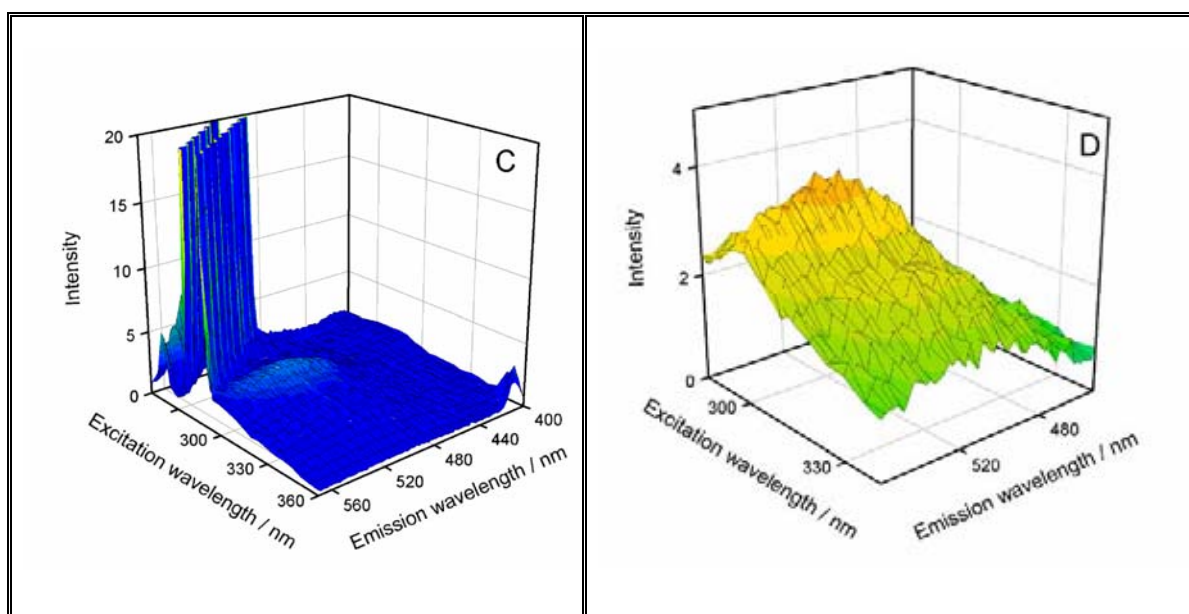 C
20
15
10
5
0
Intensity
300
330
360
Excitation wavelength / nm
560
520
480
440
400
Emission wavelength / nm
D
4
2
0
Intensity
300
330
Excitation wavelength / nm
520
480
Emission wavelength / nm